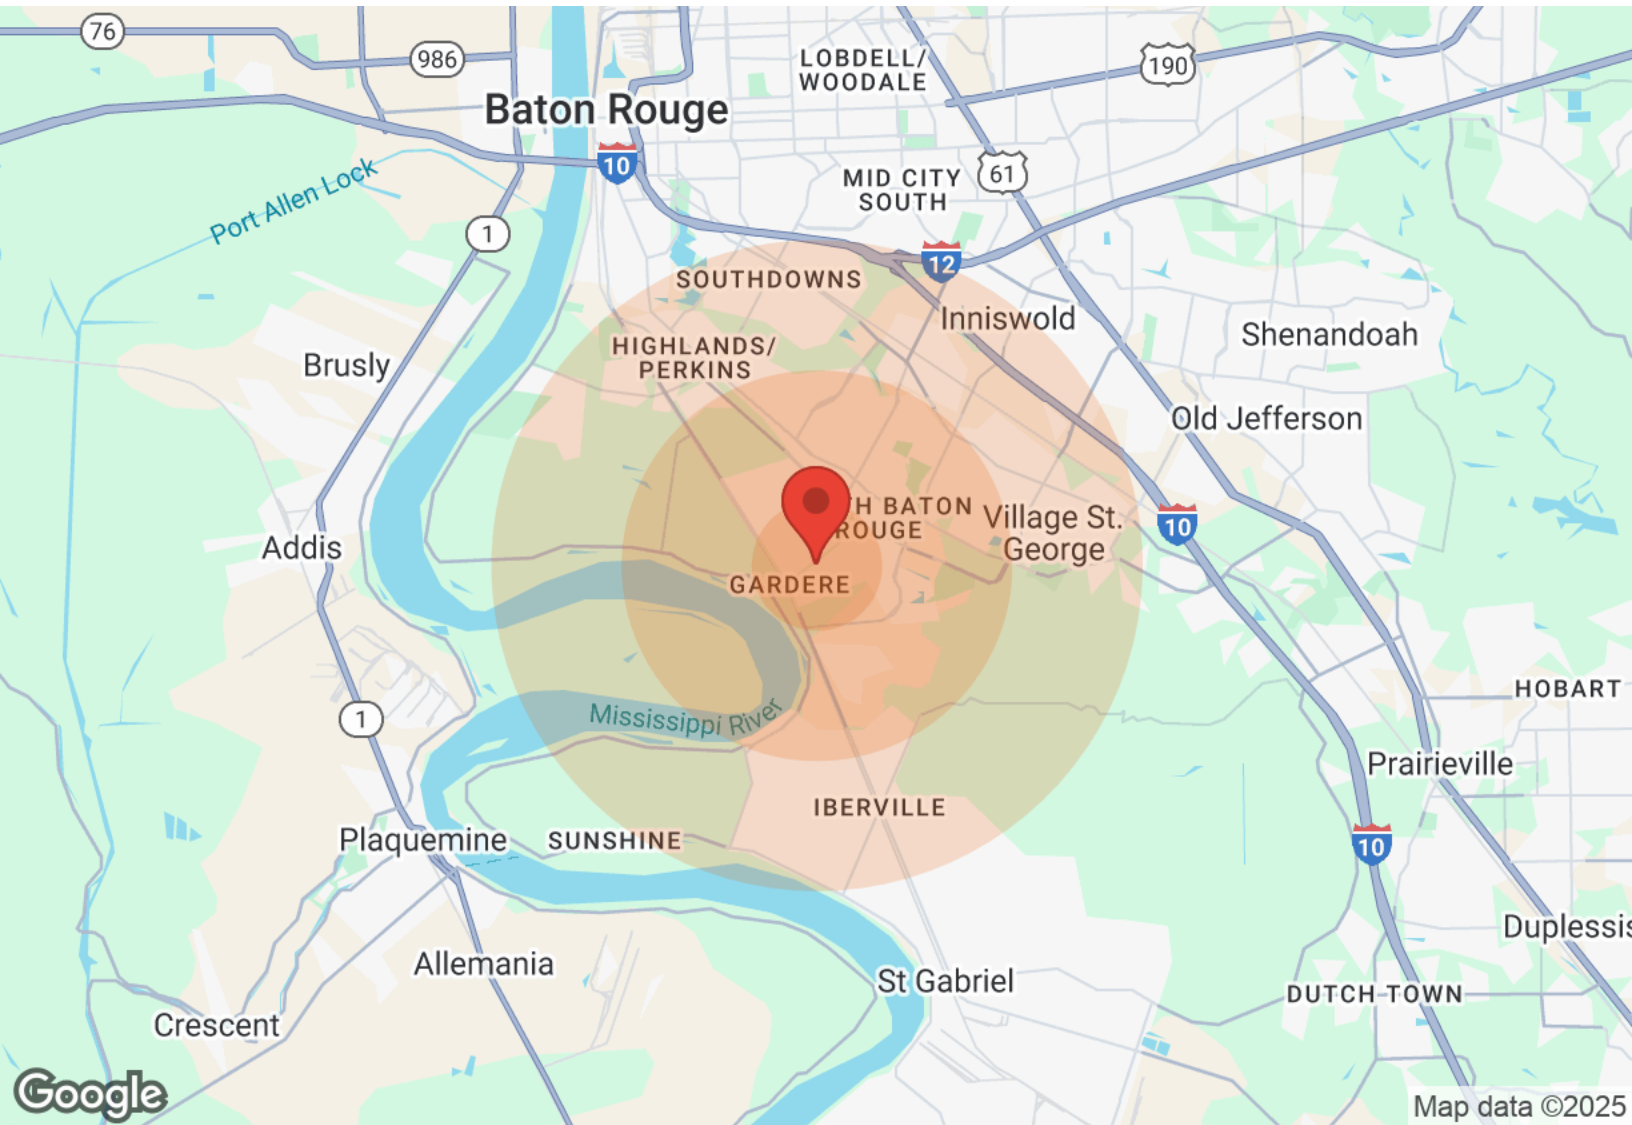 76
986
LOBDELL/
WOODALE
190
Baton Rouge
10
61
MID CITY
SOUTH
Port Allen Lock
1
12
SOUTHDOWNS
Inniswold
Shenandoah
HIGHLANDS/
PERKINS
Brusly
Old Jefferson
TH BATON
ROUGE
Village St.
George
10
Addis
GARDERE
HOBART
1
Mississippi River
Prairieville
IBERVILLE
Plaquemine
SUNSHINE
10
Duplessis
Allemania
St Gabriel
DUTCH TOWN
Crescent
Google
Map data ©2025